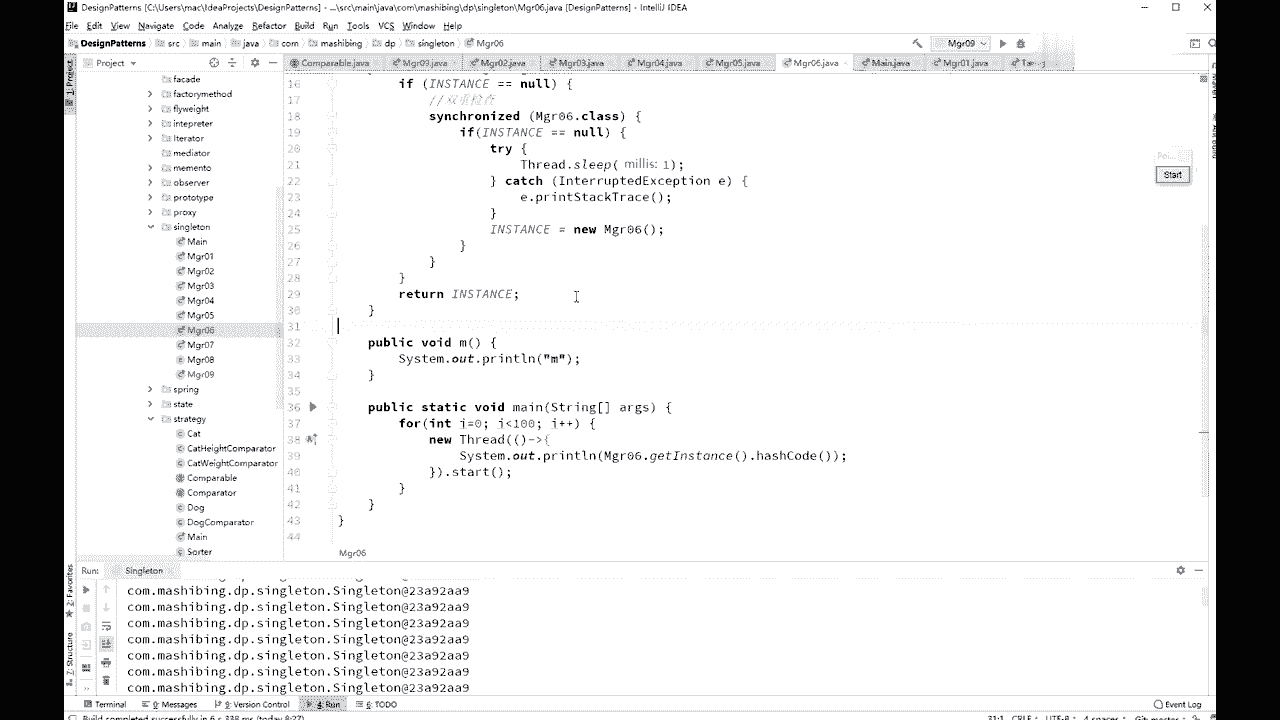 DesignPatterns [C:\Users\mac\IdeaProjects\DesignPatterns] - ...\src\main\java\com\mashibing\dp\singleton\Mgr06.java [DesignPatterns] - IntelliJ IDEA
File Edit View Navigate Code Analyze Refactor Build Run Tools VCS Window Help
DesignPatterns src main java com mashibing dp singleton Mgr06
Mgr09
1: Project
Project
Comparable.java Mgr09.java Mgr02.java Mgr03.java Mgr04.java Mgr05.java Mgr06.java Main.java Mgr01.java
facade
factorymethod
flyweight
intepreter
Iterator
mediator
memento
observer
prototype
proxy
singleton
Main
Mgr01
Mgr02
Mgr03
Mgr04
Mgr05
Mgr06
Mgr07
Mgr08
Mgr09
spring
state
strategy
Cat
CatHeightComparator
CatWeightComparator
Comparable
Comparator
Dog
DogComparator
Main
Sorter
16 if (INSTANCE == null) {
17 //双重检查
18 synchronized (Mgr06.class) {
19 if(INSTANCE == null) {
20 try {
21 Thread.sleep( millis: 1);
22 } catch (InterruptedException e) {
23 e.printStackTrace();
24 }
25 INSTANCE = new Mgr06();
26 }
27 }
28 }
29 return INSTANCE;
30 }
31
32 public void m() {
33 System.out.println("m");
34 }
35
36 public static void main(String[] args) {
37 for(int i=0; i<100; i++) {
38 new Thread(()->{
39 System.out.println(Mgr06.getInstance().hashCode());
40 }).start();
41 }
42 }
43 }
44
Mgr06
Start
Run: Singleton
com.mashibing.dp.singleton.Singleton@23a92aa9
com.mashibing.dp.singleton.Singleton@23a92aa9
com.mashibing.dp.singleton.Singleton@23a92aa9
com.mashibing.dp.singleton.Singleton@23a92aa9
com.mashibing.dp.singleton.Singleton@23a92aa9
com.mashibing.dp.singleton.Singleton@23a92aa9
com.mashibing.dp.singleton.Singleton@23a92aa9
2: Favorites
7: Structure
Terminal 0: Messages 9: Version Control 4: Run 6: TODO Event Log
Build completed successfully in 6 s 338 ms (today 8:27) 31:1 CRLF UTF-8 4 spaces Git: master